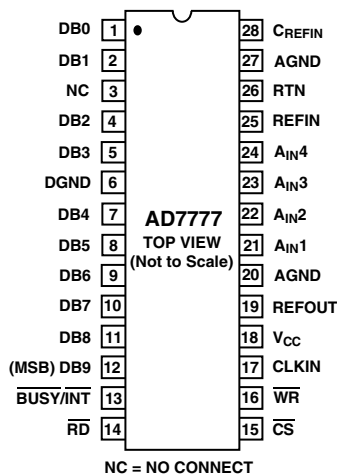 DB0 1 28 CREFIN
DB1 2 27 AGND
NC 3 26 RTN
DB2 4 25 REFIN
DB3 5 24 AIN4
DGND 6 23 AIN3
DB4 7 22 AIN2
AD7777
DB5 8 21 AIN1
TOP VIEW
(Not to Scale)
DB6 9 20 AGND
DB7 10 19 REFOUT
DB8 11 18 VCC
(MSB) DB9 12 17 CLKIN
BUSY/INT 13 16 WR
RD 14 15 CS
NC = NO CONNECT